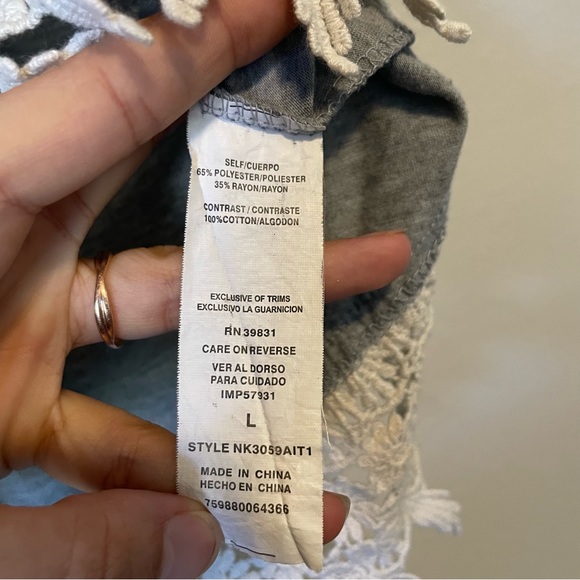 SELF/CUERPO
65% POLYESTER/POLIESTER
35% RAYON/RAYON
CONTRAST / CONTRASTE
100%COTTON/ALGODON
EXCLUSIVE OF TRIMS
EXCLUSIVO LA GUARNICION
RN 39831
CARE ON REVERSE
VER AL DORSO
PARA CUIDADO
IMP57931
L
STYLE NK3059AIT1
MADE IN CHINA
HECHO EN CHINA
759880064366